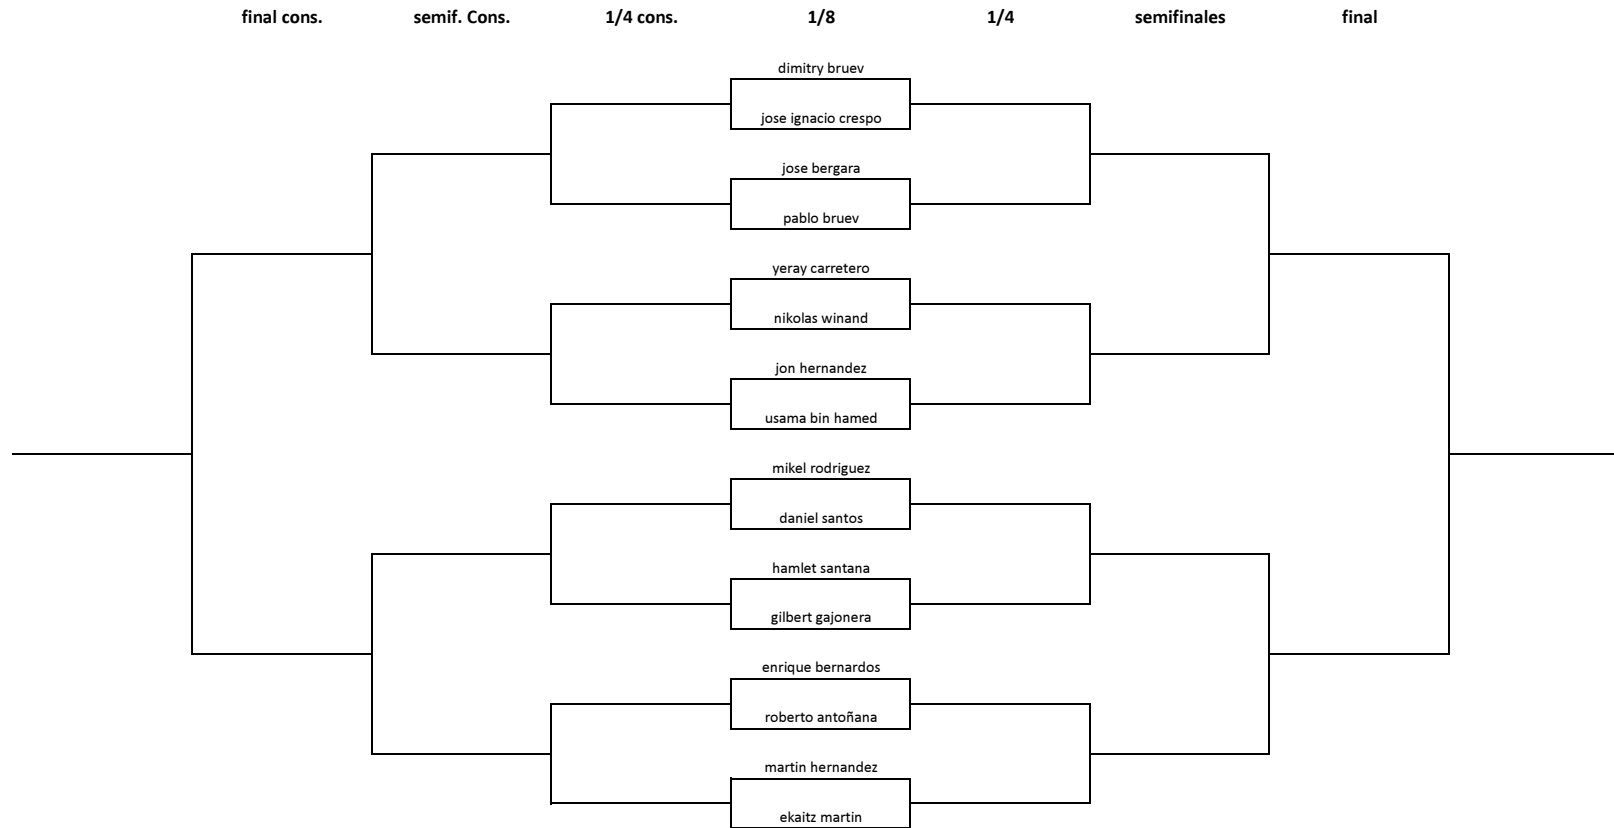 final cons. semif. Cons. 1/4 cons. 1/8 1/4 semifinales final
dimitry bruev
jose ignacio crespo
jose bergara
pablo bruev
yeray carretero
nikolas winand
jon hernandez
usama bin hamed
mikel rodriguez
daniel santos
hamlet santana
gilbert gajonera
enrique bernardos
roberto antoñana
martin hernandez
ekaitz martin